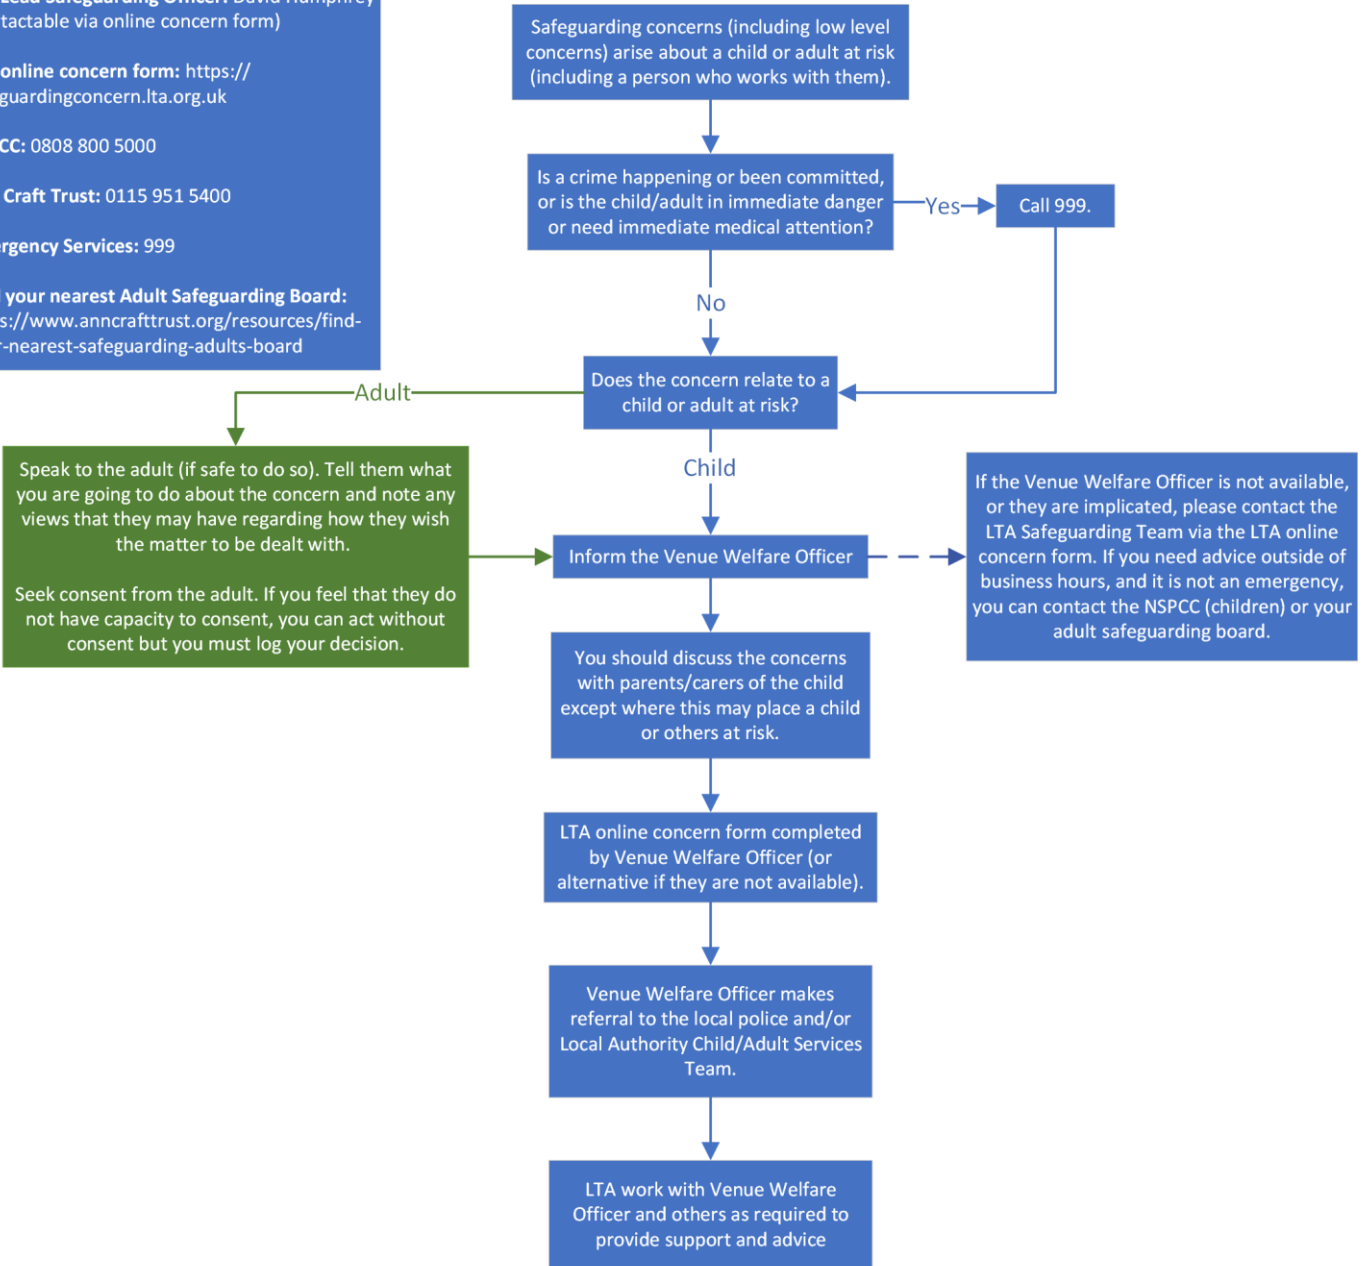 Lead Safeguarding Officer: David Humphrey
tactable via online concern form)
online concern form: https://
guardingconcern.lta.org.uk
CC: 0808 800 5000
Craft Trust: 0115 951 5400
ergency Services: 999
your nearest Adult Safeguarding Board:
s://www.anncrafttrust.org/resources/find-
r-nearest-safeguarding-adults-board
Safeguarding concerns (including low level
concerns) arise about a child or adult at risk
(including a person who works with them).
Is a crime happening or been committed,
or is the child/adult in immediate danger
or need immediate medical attention?
Yes
Call 999.
No
Does the concern relate to a
child or adult at risk?
Adult
Child
Speak to the adult (if safe to do so). Tell them what
you are going to do about the concern and note any
views that they may have regarding how they wish
the matter to be dealt with.
Seek consent from the adult. If you feel that they do
not have capacity to consent, you can act without
consent but you must log your decision.
Inform the Venue Welfare Officer
If the Venue Welfare Officer is not available,
or they are implicated, please contact the
LTA Safeguarding Team via the LTA online
concern form. If you need advice outside of
business hours, and it is not an emergency,
you can contact the NSPCC (children) or your
adult safeguarding board.
You should discuss the concerns
with parents/carers of the child
except where this may place a child
or others at risk.
LTA online concern form completed
by Venue Welfare Officer (or
alternative if they are not available).
Venue Welfare Officer makes
referral to the local police and/or
Local Authority Child/Adult Services
Team.
LTA work with Venue Welfare
Officer and others as required to
provide support and advice